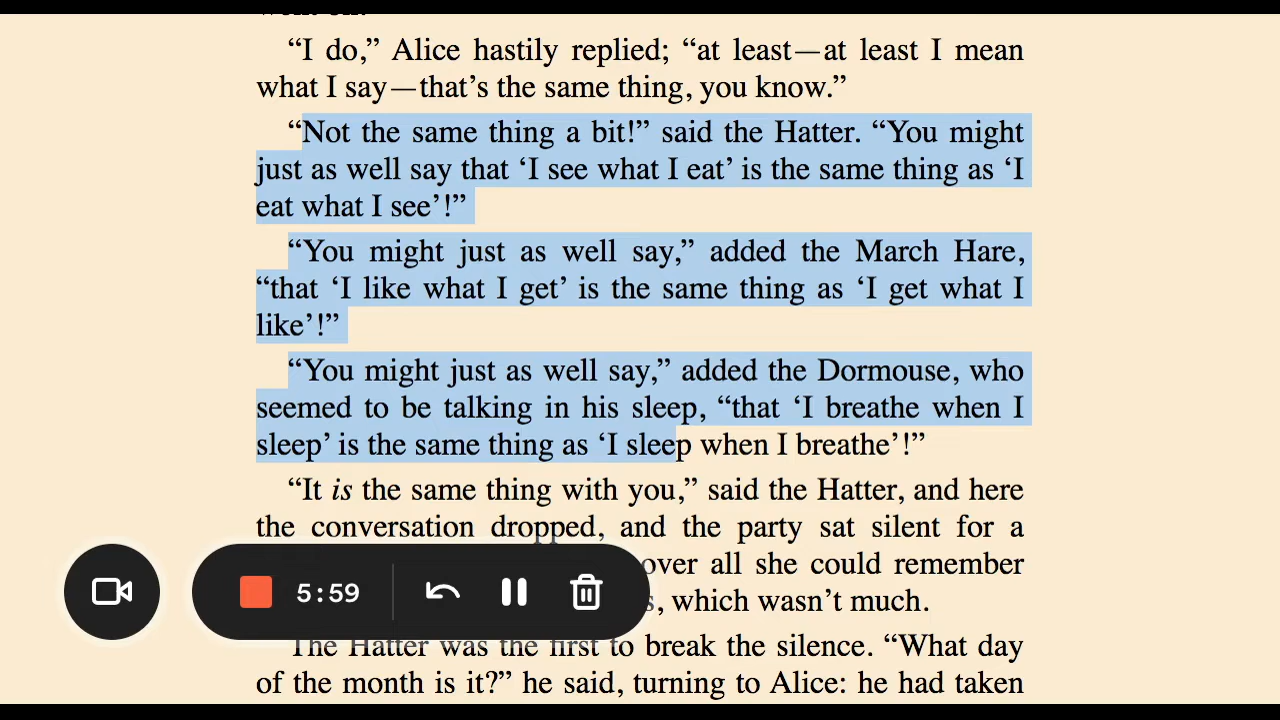 “I do,” Alice hastily replied; “at least—at least I mean
what I say—that’s the same thing, you know.”
“Not the same thing a bit!” said the Hatter. “You might
just as well say that ‘I see what I eat’ is the same thing as ‘I
eat what I see’!”
“You might just as well say,” added the March Hare,
“that ‘I like what I get’ is the same thing as ‘I get what I
like’!”
“You might just as well say,” added the Dormouse, who
seemed to be talking in his sleep, “that ‘I breathe when I
sleep’ is the same thing as ‘I sleep when I breathe’!”
“It is the same thing with you,” said the Hatter, and here
the conversation dropped, and the party sat silent for a
over all she could remember
which wasn’t much.
5:59
The Hatter was the first to break the silence. “What day
of the month is it?” he said, turning to Alice: he had taken